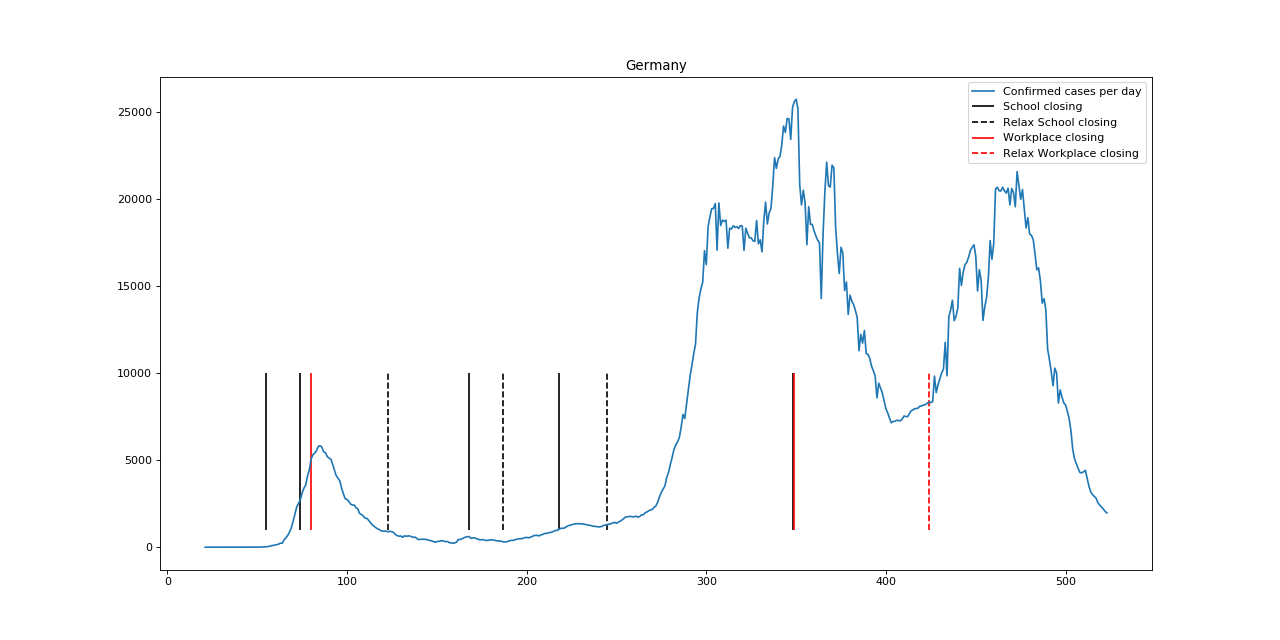 Germany
Confirmed cases per day
School closing
Relax School closing
Workplace closing
Relax Workplace closing
25000
20000
15000
10000
5000
0
0 100 200 300 400 500